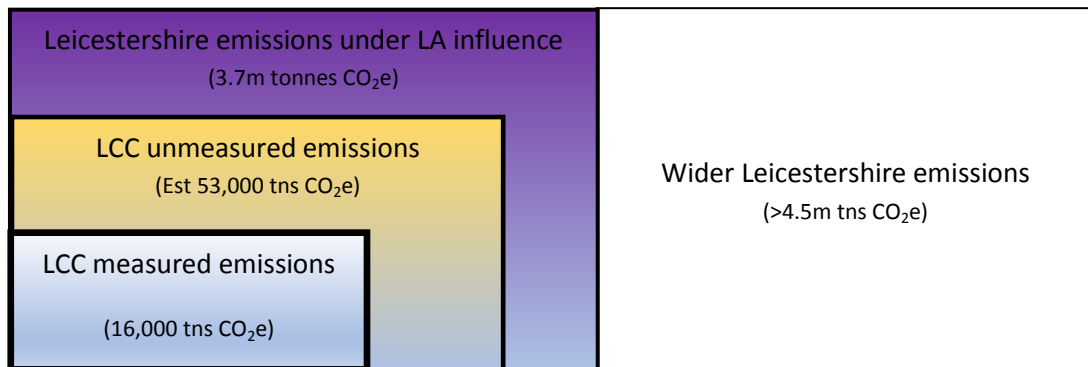 Leicestershire emissions under LA influence
(3.7m tonnes CO₂e)
LCC unmeasured emissions
(Est 53,000 tns CO₂e)
LCC measured emissions
(16,000 tns CO₂e)
Wider Leicestershire emissions
(>4.5m tns CO₂e)